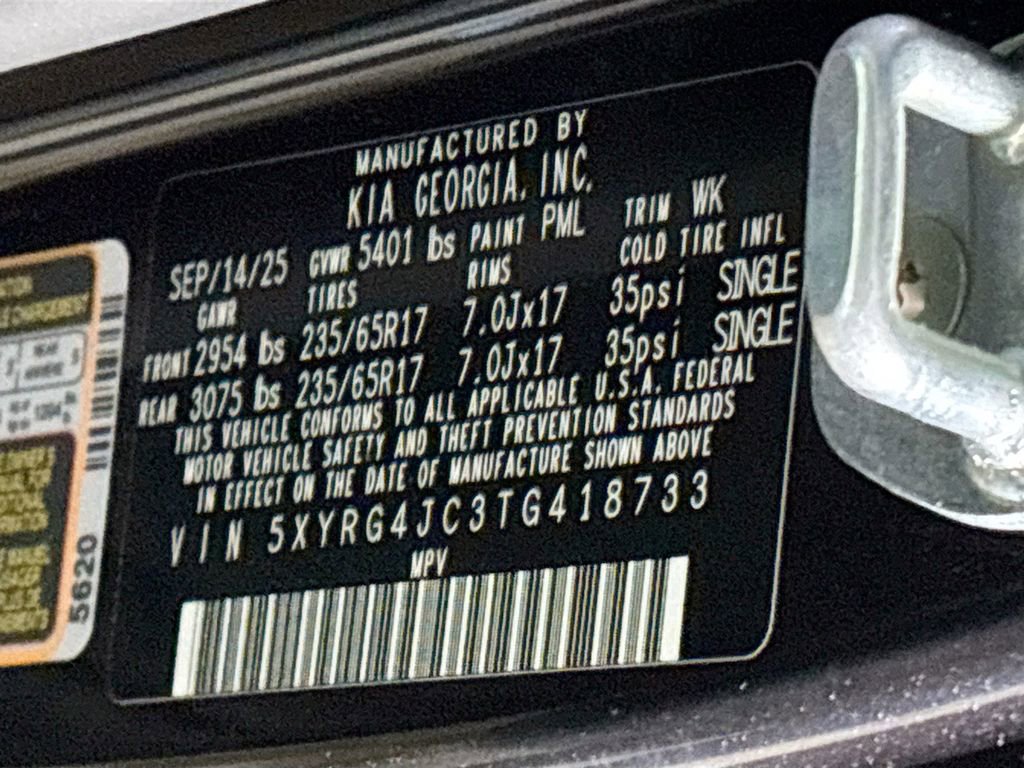 MANUFACTURED BY
KIA GEORGIA, INC.
SEP/14/25 GVWR 5401 lbs PAINT PML TRIM WK
GAWR TIRES RIMS COLD TIRE INFL
FRONT 2954 lbs 235/65R17 7.0Jx17 35psi SINGLE
REAR 3075 lbs 235/65R17 7.0Jx17 35psi SINGLE
THIS VEHICLE CONFORMS TO ALL APPLICABLE U.S.A. FEDERAL
MOTOR VEHICLE SAFETY AND THEFT PREVENTION STANDARDS
IN EFFECT ON THE DATE OF MANUFACTURE SHOWN ABOVE
VIN 5XYRG4JC3TG418733
MPV
5620